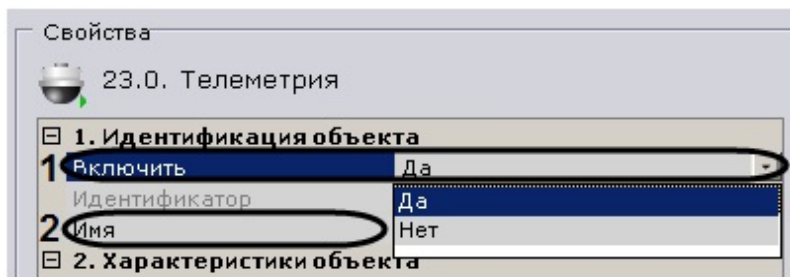 Свойства
23.0. Телеметрия
1. Идентификация объекта
1 Включить Да
Идентификатор Да
2 Имя Нет
2. Характеристики объекта